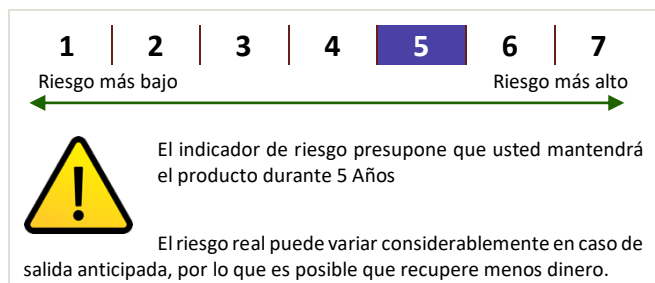 1 2 3 4 5 6 7
Riesgo más bajo Riesgo más alto
El indicador de riesgo presupone que usted mantendrá
el producto durante 5 Años
El riesgo real puede variar considerablemente en caso de
salida anticipada, por lo que es posible que recupere menos dinero.